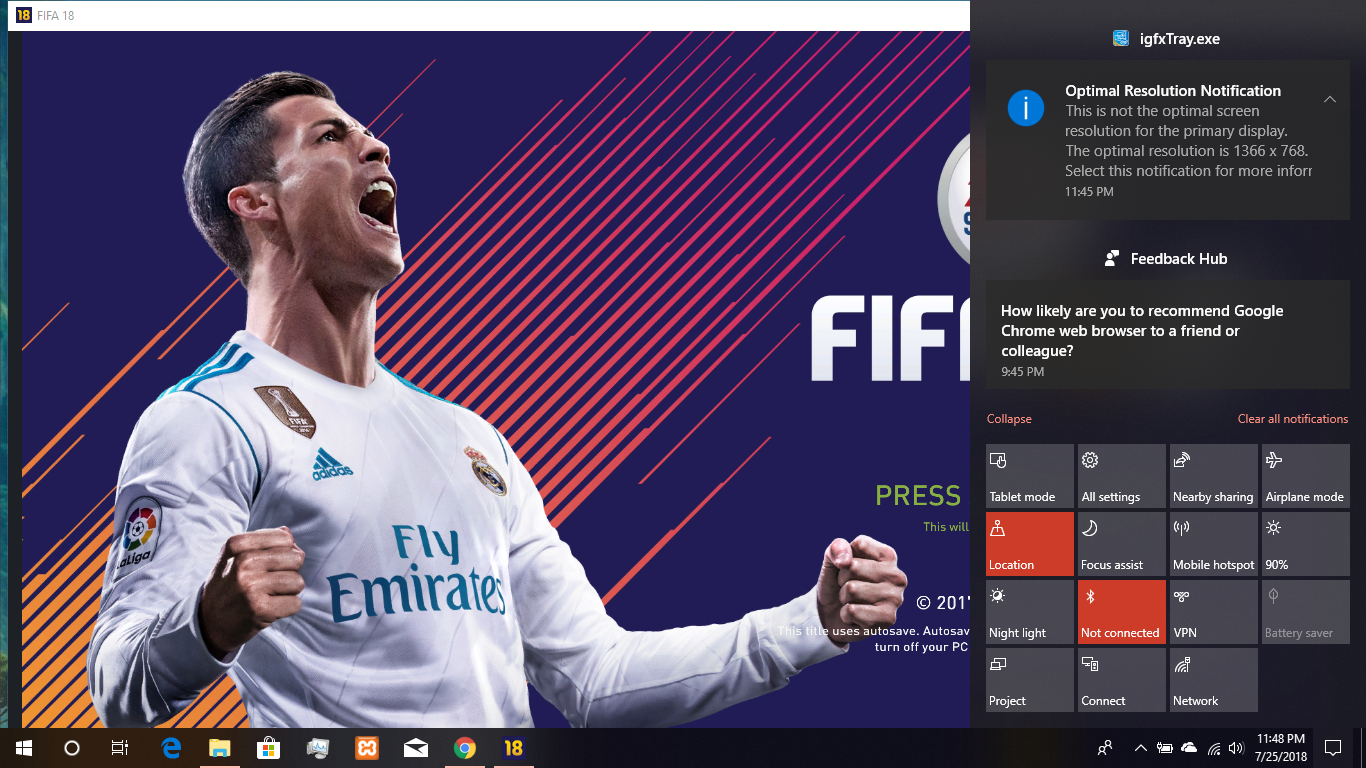 FIFA 18
igfxTray.exe
Optimal Resolution Notification
This is not the optimal screen
resolution for the primary display.
The optimal resolution is 1366 x 768.
Select this notification for more inforr
11:45 PM
Feedback Hub
How likely are you to recommend Google
Chrome web browser to a friend or
colleague?
9:45 PM
Collapse
Clear all notifications
Tablet mode
All settings
Nearby sharing
Airplane mode
Location
Focus assist
Mobile hotspot
90%
Night light
Not connected
VPN
Battery saver
Project
Connect
Network
FIF
PRESS
This will
© 201
This title uses autosave. Autosav
turn off your PC
FIFA
adidas
LaLiga
Fly
Emirates
18
11:48 PM
7/25/2018